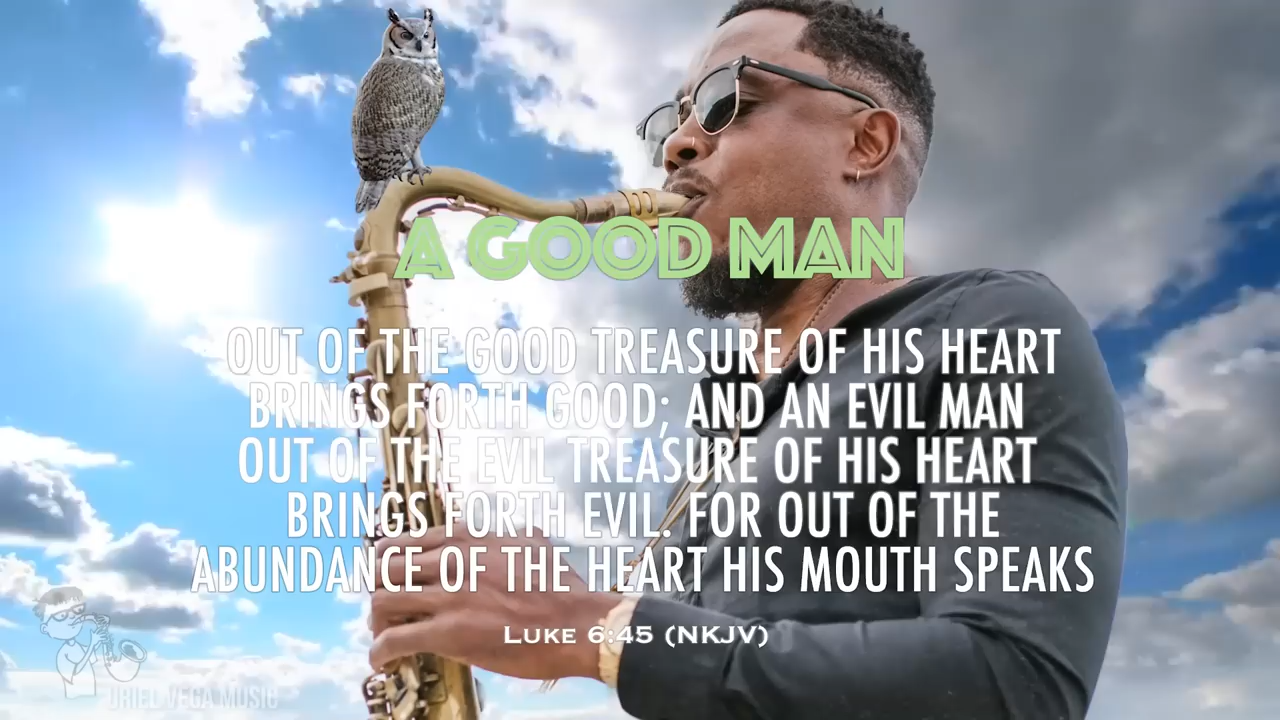 A GOOD MAN
OUT OF THE GOOD TREASURE OF HIS HEART
BRINGS FORTH GOOD; AND AN EVIL MAN
OUT OF THE EVIL TREASURE OF HIS HEART
BRINGS FORTH EVIL. FOR OUT OF THE
ABUNDANCE OF THE HEART HIS MOUTH SPEAKS
Luke 6:45 (NKJV)
URIEL VEGA MUSIC